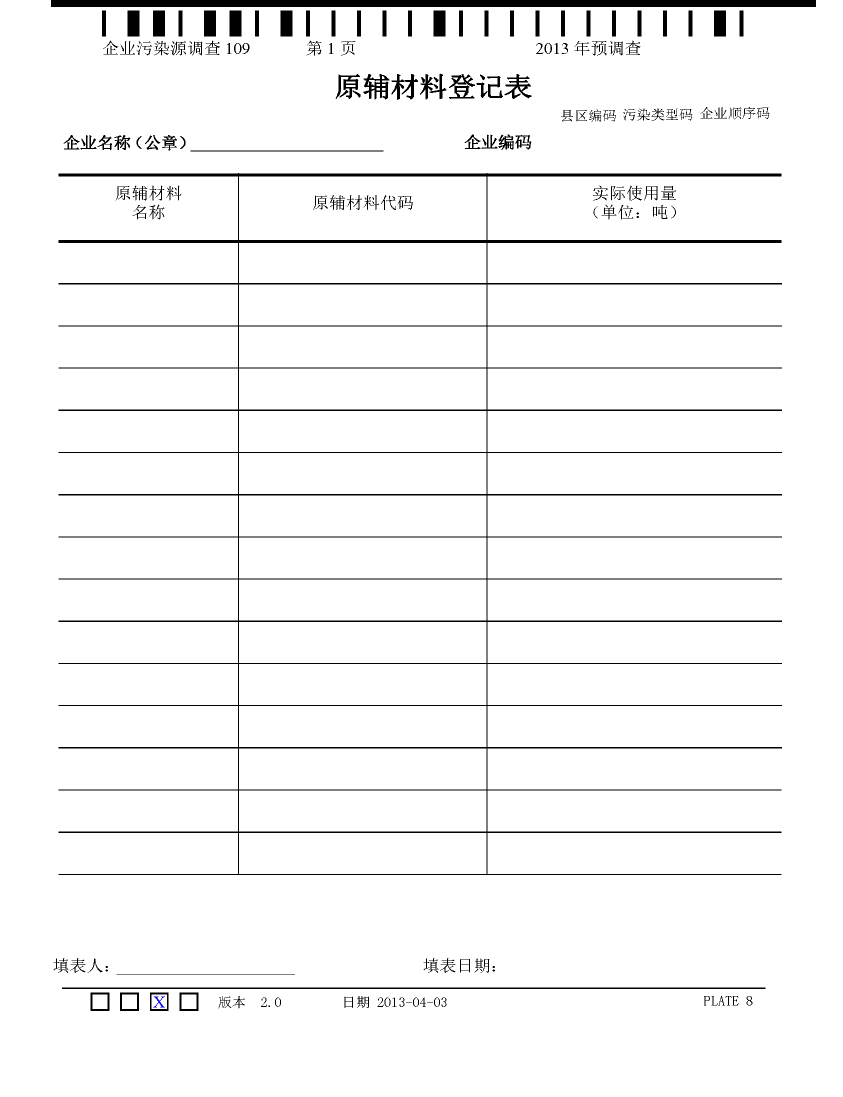 企业污染源调查 109 第 1 页 2013 年预调查
原辅材料登记表
县区编码 污染类型码 企业顺序码
企业名称（公章） 企业编码
原辅材料
名称
原辅材料代码
实际使用量
（单位：吨）
填表人： 填表日期：
X 版本 2.0 日期 2013-04-03 PLATE 8